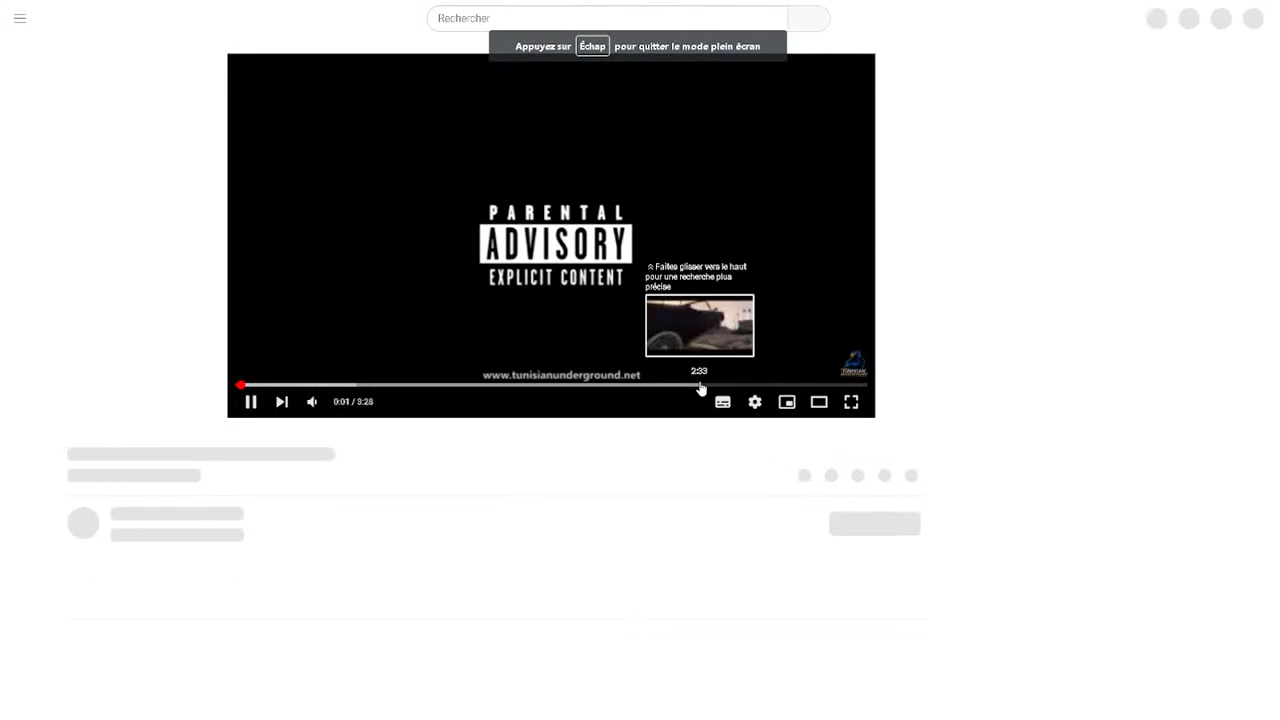 Rechercher
Appuyez sur Échap pour quitter le mode plein écran
PARENTAL
ADVISORY
EXPLICIT CONTENT
Faites glisser vers le haut
pour une recherche plus
précise
2:33
www.tunisianunderground.net
0:01 / 3:28